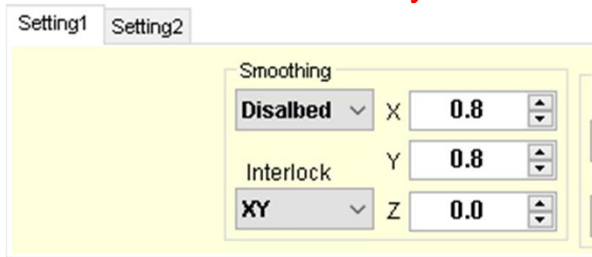 Setting1 Setting2
Smoothing
Disalbed X 0.8
Y 0.8
Interlock
XY Z 0.0